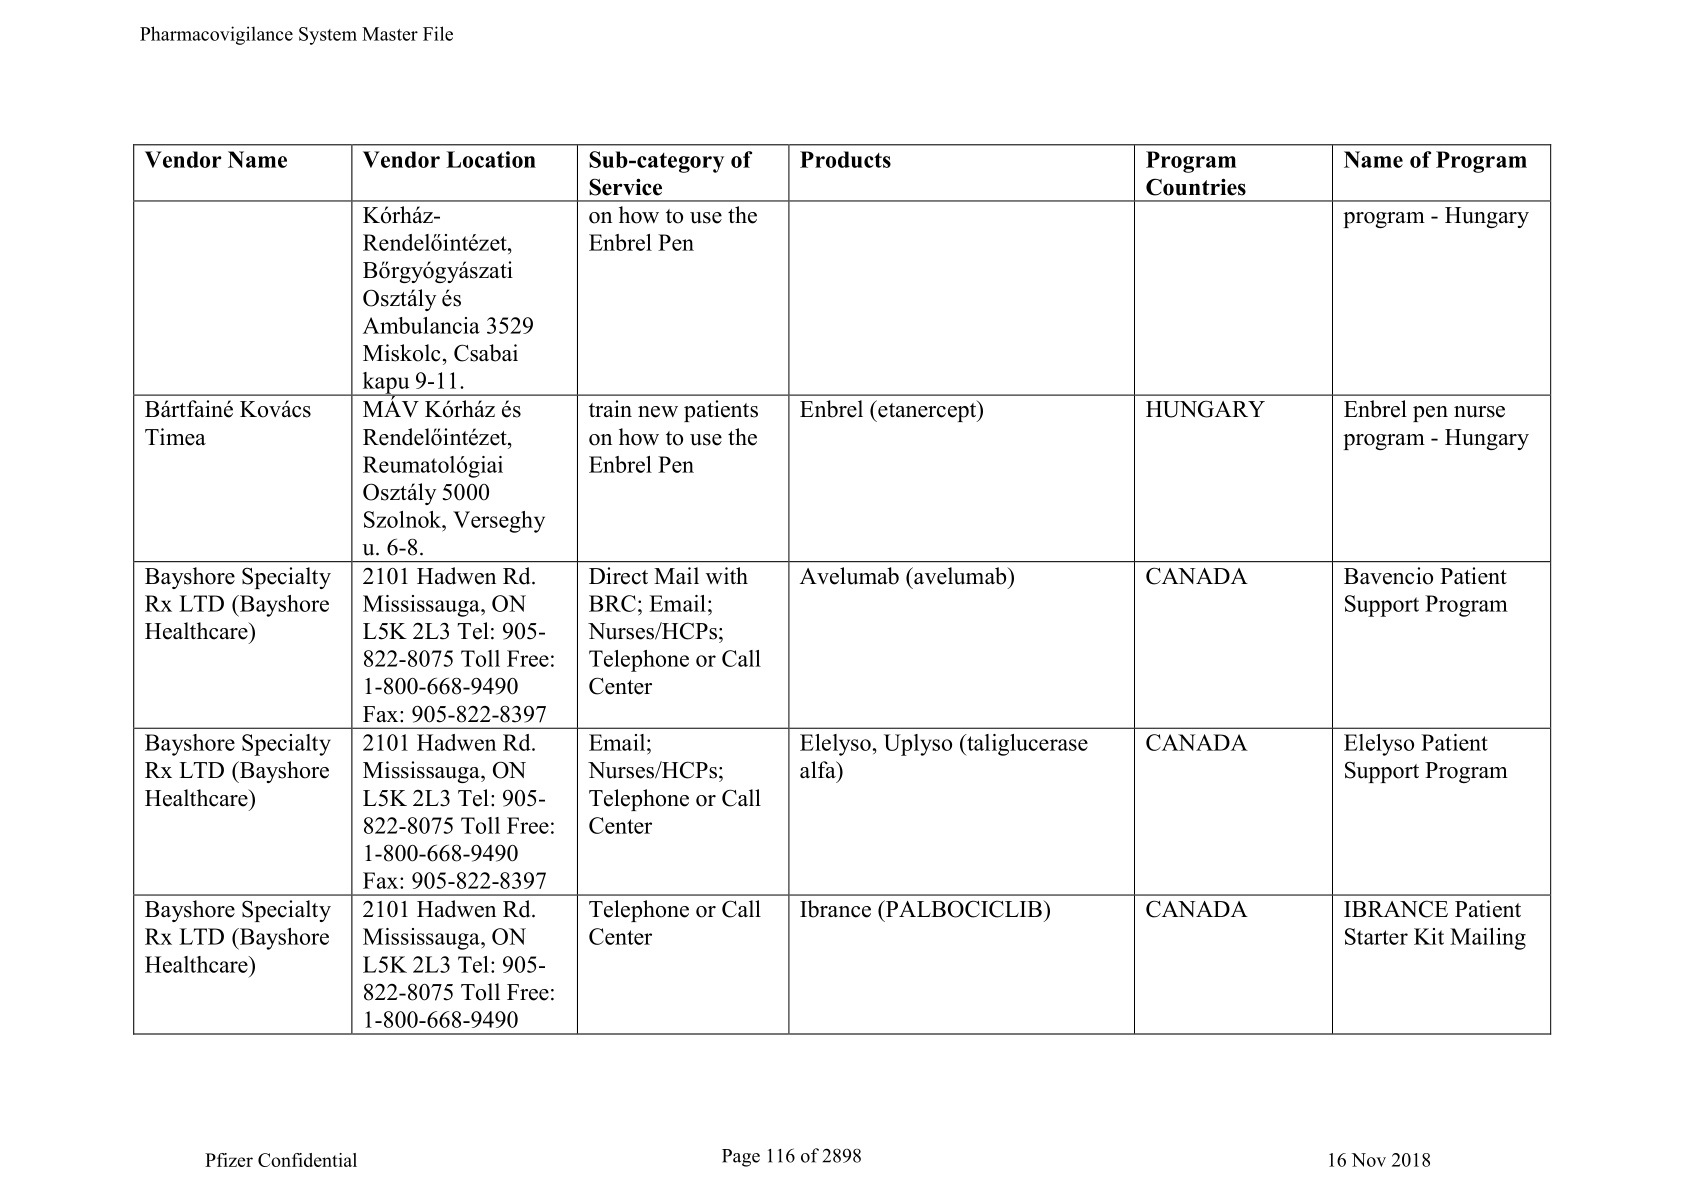 Pharmacovigilance System Master File
Vendor Name
Vendor Location
Sub-category of
Service
Products
Program
Countries
Name of Program
Kórház-
Rendelőintézet,
Bőrgyógyászati
Osztály és
Ambulancia 3529
Miskolc, Csabai
kapu 9-11.
on how to use the
Enbrel Pen
program - Hungary
Bártfainé Kovács
Timea
MÁV Kórház és
Rendelőintézet,
Reumatológiai
Osztály 5000
Szolnok, Verseghy
u. 6-8.
train new patients
on how to use the
Enbrel Pen
Enbrel (etanercept)
HUNGARY
Enbrel pen nurse
program - Hungary
Bayshore Specialty
Rx LTD (Bayshore
Healthcare)
2101 Hadwen Rd.
Mississauga, ON
L5K 2L3 Tel: 905-
822-8075 Toll Free:
1-800-668-9490
Fax: 905-822-8397
Direct Mail with
BRC; Email;
Nurses/HCPs;
Telephone or Call
Center
Avelumab (avelumab)
CANADA
Bavencio Patient
Support Program
Bayshore Specialty
Rx LTD (Bayshore
Healthcare)
2101 Hadwen Rd.
Mississauga, ON
L5K 2L3 Tel: 905-
822-8075 Toll Free:
1-800-668-9490
Fax: 905-822-8397
Email;
Nurses/HCPs;
Telephone or Call
Center
Elelyso, Uplyso (taliglucerase
alfa)
CANADA
Elelyso Patient
Support Program
Bayshore Specialty
Rx LTD (Bayshore
Healthcare)
2101 Hadwen Rd.
Mississauga, ON
L5K 2L3 Tel: 905-
822-8075 Toll Free:
1-800-668-9490
Telephone or Call
Center
Ibrance (PALBOCICLIB)
CANADA
IBRANCE Patient
Starter Kit Mailing
Pfizer Confidential
Page 116 of 2898
16 Nov 2018